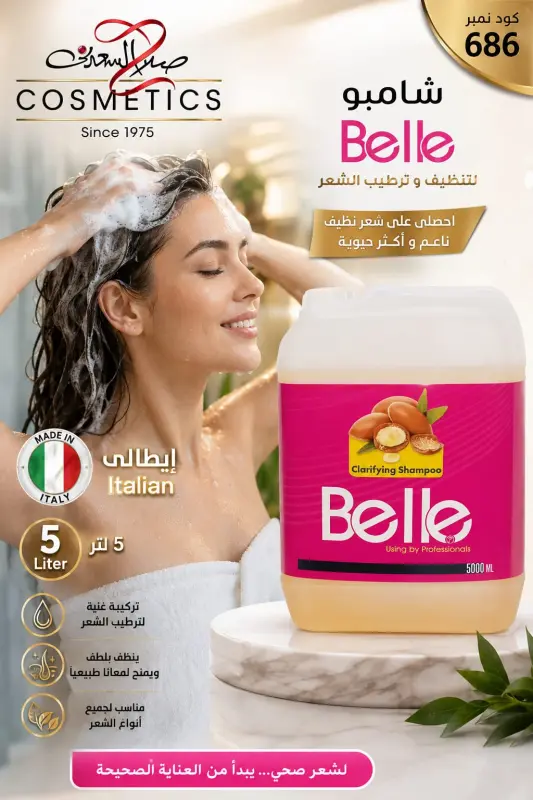 كود نمبر
686
COSMETICS
Since 1975
شامبو
Belle
لتنظيف و ترطيب الشعر
احصلى على شعر نظيف
ناعم و أكثر حيوية
Clarifying Shampoo
Belle
Using by Professionals
5000 ML
MADE IN
ITALY
إيطالى
Italian
5
Liter
5 لتر
تركيبة غنية
لترطيب الشعر
ينظف بلطف
ويمنح لمعانا طبيعياً
مناسب لجميع
أنواع الشعر
لشعر صحي... يبدأ من العناية الصحيحة